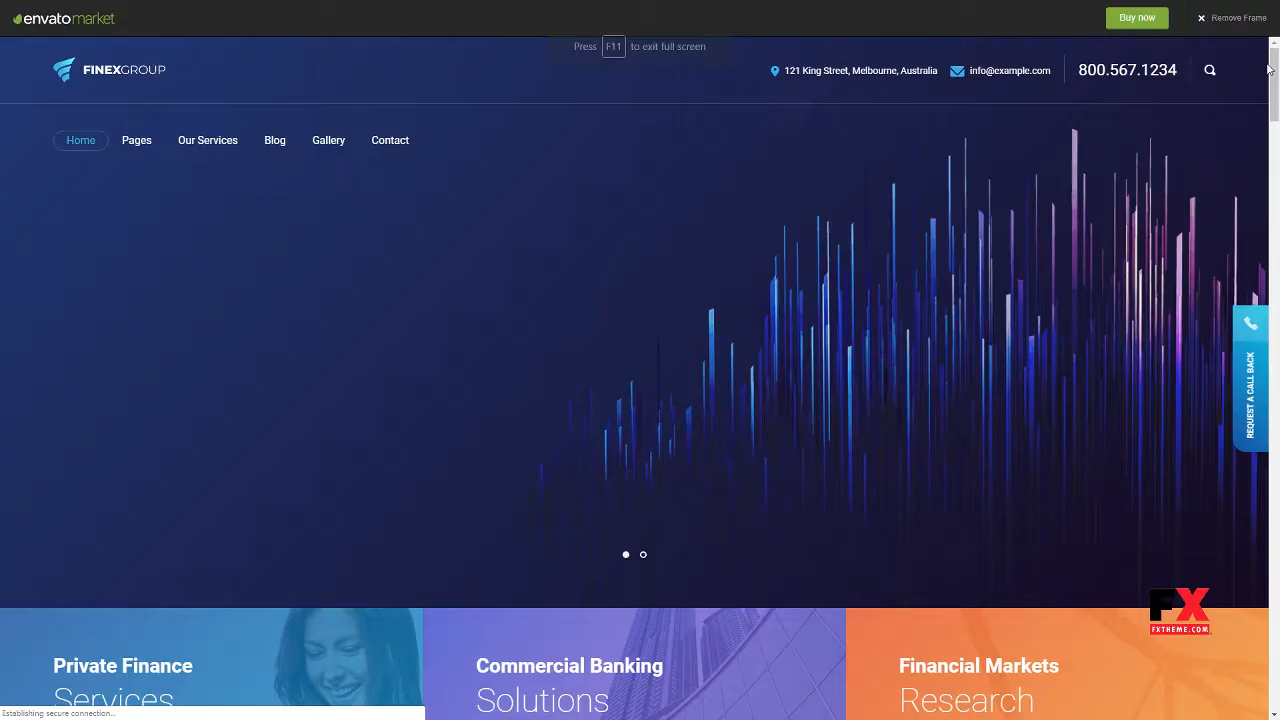 envatomarket
Buy now
Remove Frame
Press F11 to exit full screen
FINEXGROUP
121 King Street, Melbourne, Australia
info@example.com
800.567.1234
Home
Pages
Our Services
Blog
Gallery
Contact
REQUEST A CALL BACK
FX
FXTHEME.COM
Private Finance
Services
Commercial Banking
Solutions
Financial Markets
Research
Establishing secure connection...